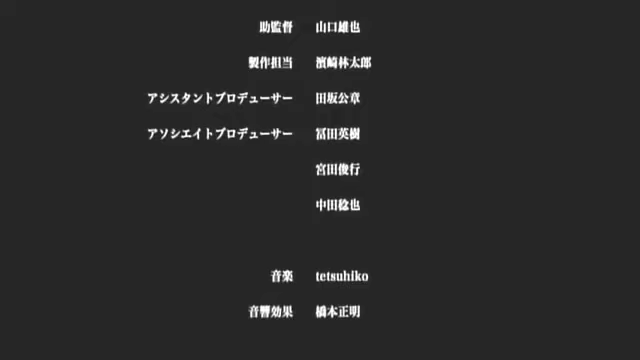 助監督 山口雄也
製作担当 濱崎林太郎
アシスタントプロデューサー 田坂公章
アソシエイトプロデューサー 冨田英樹
宮田俊行
中田稔也
音楽 tetsuhiko
音響効果 橋本正明